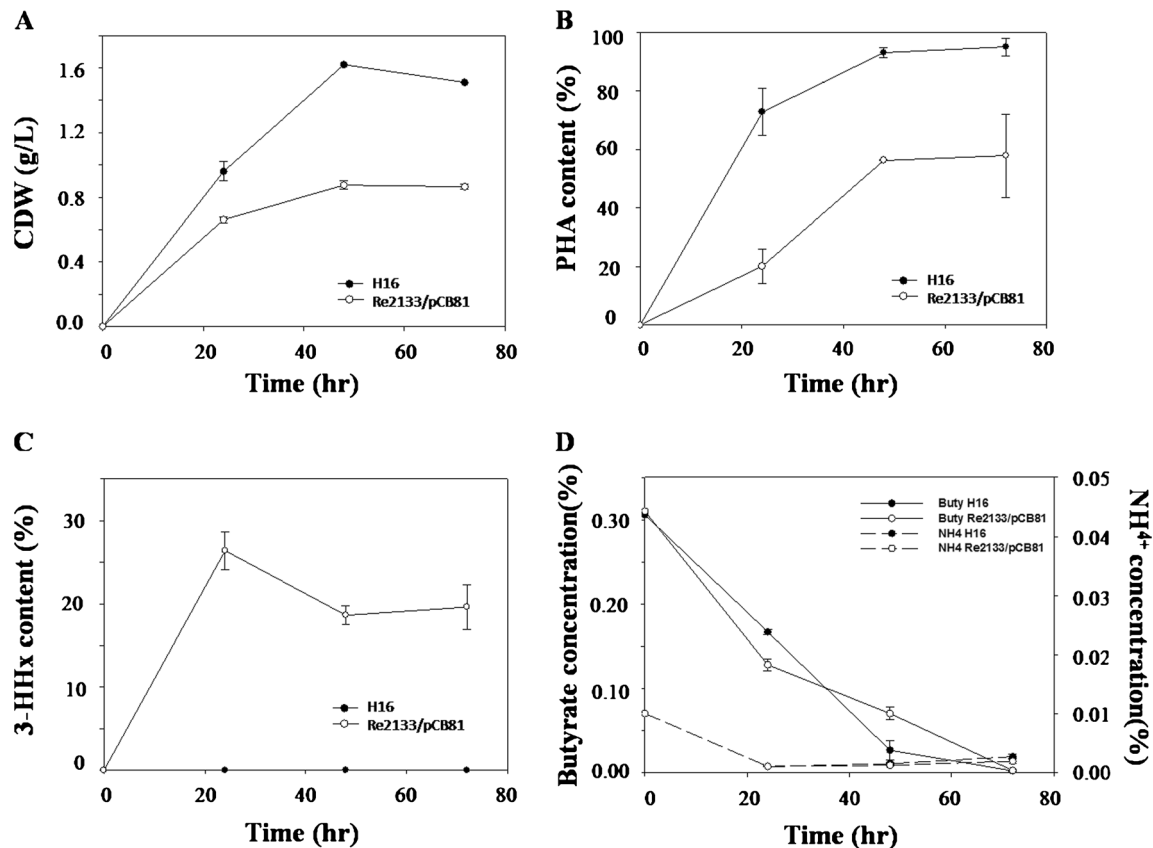 A
CDW (g/L)
1.6
1.2
0.8
0.4
0.0
H16
Re2133/pCB81
0 20 40 60 80
Time (hr)
B
PHA content (%)
100
80
60
40
20
0
H16
Re2133/pCB81
0 20 40 60 80
Time (hr)
C
3-HHx content (%)
30
20
10
0
H16
Re2133/pCB81
0 20 40 60 80
Time (hr)
D
Butyrate concentration(%)
0.30
0.20
0.10
0.00
Buty H16
Buty Re2133/pCB81
NH4 H16
NH4 Re2133/pCB81
0.05
0.04
0.03
0.02
0.01
0.00
NH⁴⁺ concentration(%)
0 20 40 60 80
Time (hr)